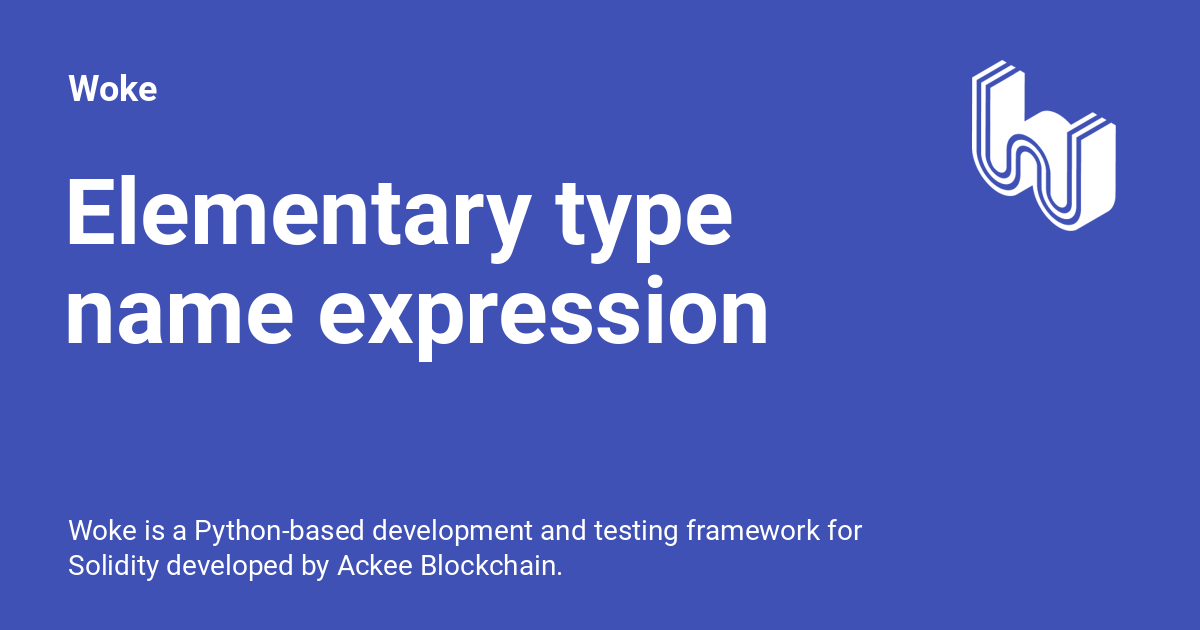 Woke
Elementary type
name expression
Woke is a Python-based development and testing framework for
Solidity developed by Ackee Blockchain.